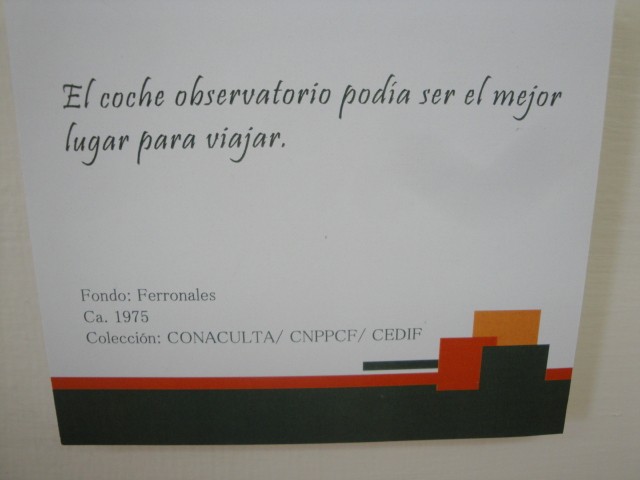 El coche observatorio podía ser el mejor
lugar para viajar.
Fondo: Ferronales
Ca. 1975
Colección: CONACULTA/ CNPPCF/ CEDIF